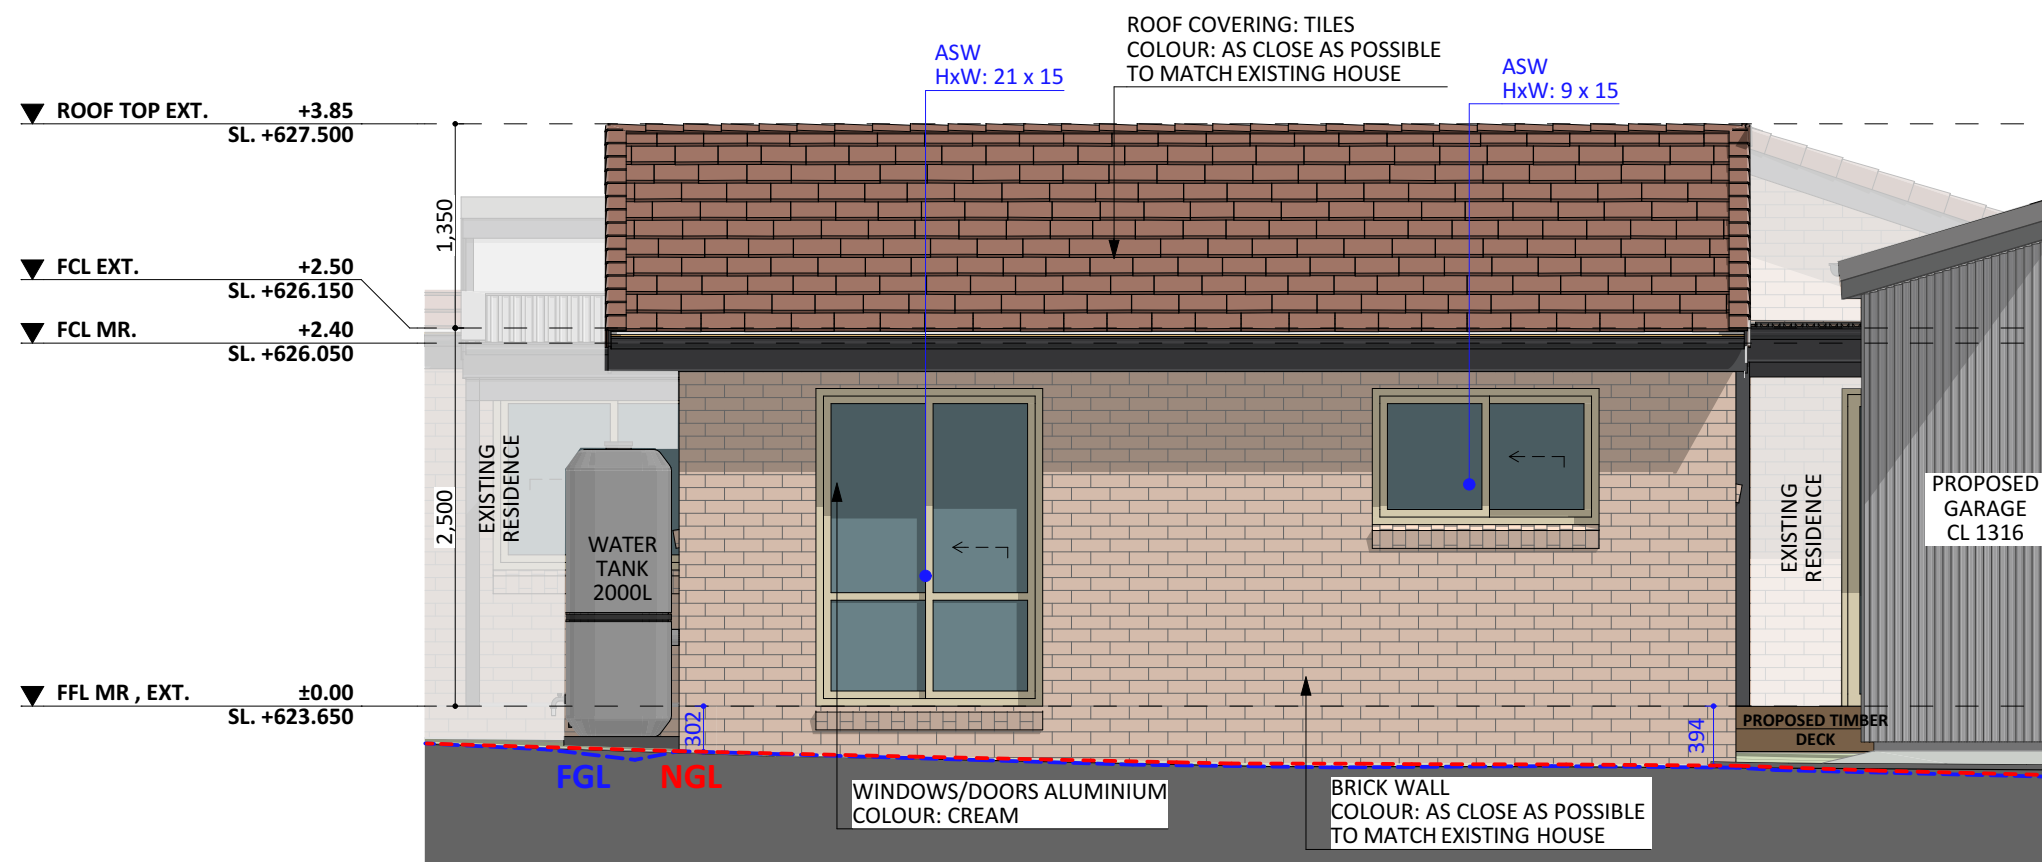 ROOF COVERING: TILES
COLOUR: AS CLOSE AS POSSIBLE
TO MATCH EXISTING HOUSE
ASW
HxW: 21 x 15
ASW
HxW: 9 x 15
ROOF TOP EXT. +3.85
SL. +627.500
1,350
FCL EXT. +2.50
SL. +626.150
FCL MR. +2.40
SL. +626.050
2,500
EXISTING
RESIDENCE
WATER
TANK
2000L
EXISTING
RESIDENCE
PROPOSED
GARAGE
CL 1316
FFL MR , EXT. ±0.00
SL. +623.650
302
394
PROPOSED TIMBER
DECK
FGL NGL
WINDOWS/DOORS ALUMINIUM
COLOUR: CREAM
BRICK WALL
COLOUR: AS CLOSE AS POSSIBLE
TO MATCH EXISTING HOUSE